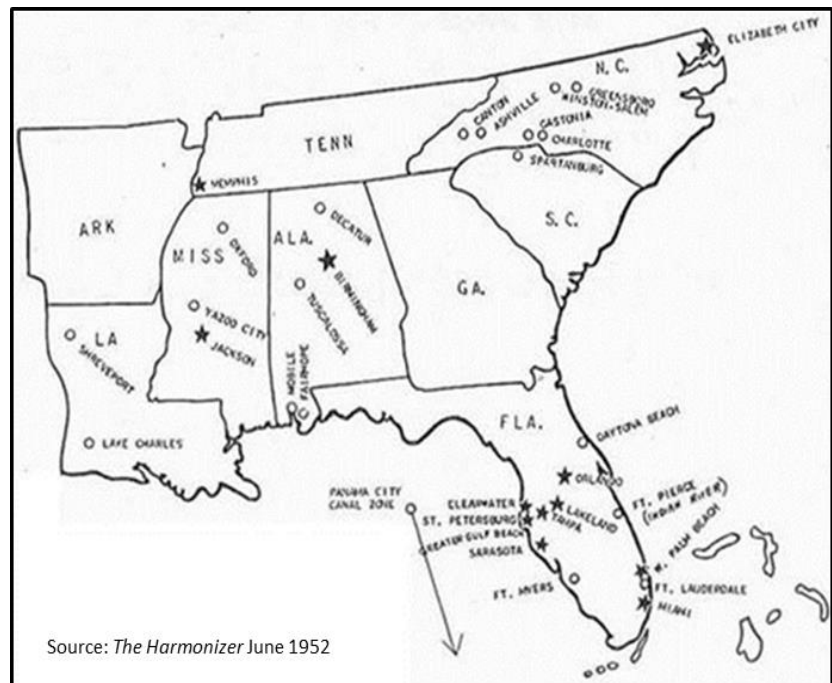 ELIZABETH CITY
N. C.
GREENSBORO
WINSTON-SALEM
CANTON
ASHVILLE
GASTONIA
CHARLOTTE
SPARTANBURG
TENN
MEMPHIS
ARK
MISS
OXFORD
ALA.
DECATUR
BIRMINGHAM
TUSCALOSSA
S. C.
GA.
YAZOO CITY
JACKSON
LA
SHREVEPORT
MOBILE
FAIRHOPE
LAKE CHARLES
FLA.
DAYTONA BEACH
ORLANDO
PANAMA CITY
CANAL ZONE
CLEARWATER
ST. PETERSBURG
GREATER GULF BEACH
SARASOTA
LAKELAND
TAMPA
FT. PIERCE
(INDIAN RIVER)
W. PALM BEACH
FT. MYERS
FT. LAUDERDALE
MIAMI
Source: The Harmonizer June 1952